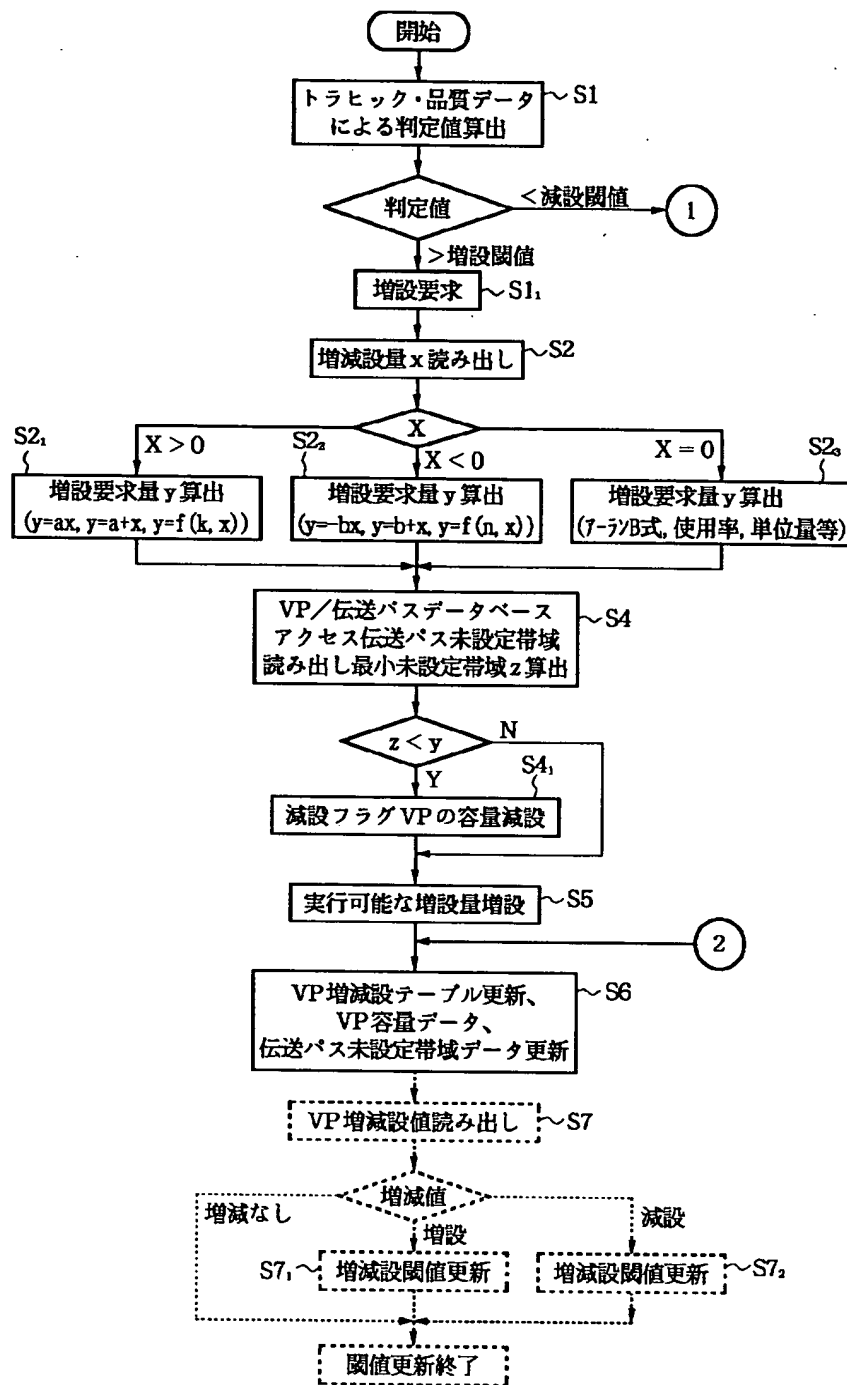 開始
トラヒック・品質データ
による判定値算出
S1
判定値
<減設閾値
1
>増設閾値
増設要求
S1₁
増減設量x読み出し
S2
X
S2₁
X>0
S2₂
X<0
X=0
S2₃
増設要求量y算出
(y=ax, y=a+x, y=f(k, x))
増設要求量y算出
(y=-bx, y=b+x, y=f(n, x))
増設要求量y算出
(ｱｰﾗﾝB式, 使用率, 単位量等)
VP/伝送パスデータベース
アクセス伝送パス未設定帯域
読み出し最小未設定帯域z算出
S4
z<y
N
Y
S4₁
減設フラグVPの容量減設
実行可能な増設量増設
S5
2
VP増減設テーブル更新、
VP容量データ、
伝送パス未設定帯域データ更新
S6
VP増減設値読み出し
S7
増減値
増減なし
増設
減設
S7₁
増減設閾値更新
増減設閾値更新
S7₂
閾値更新終了